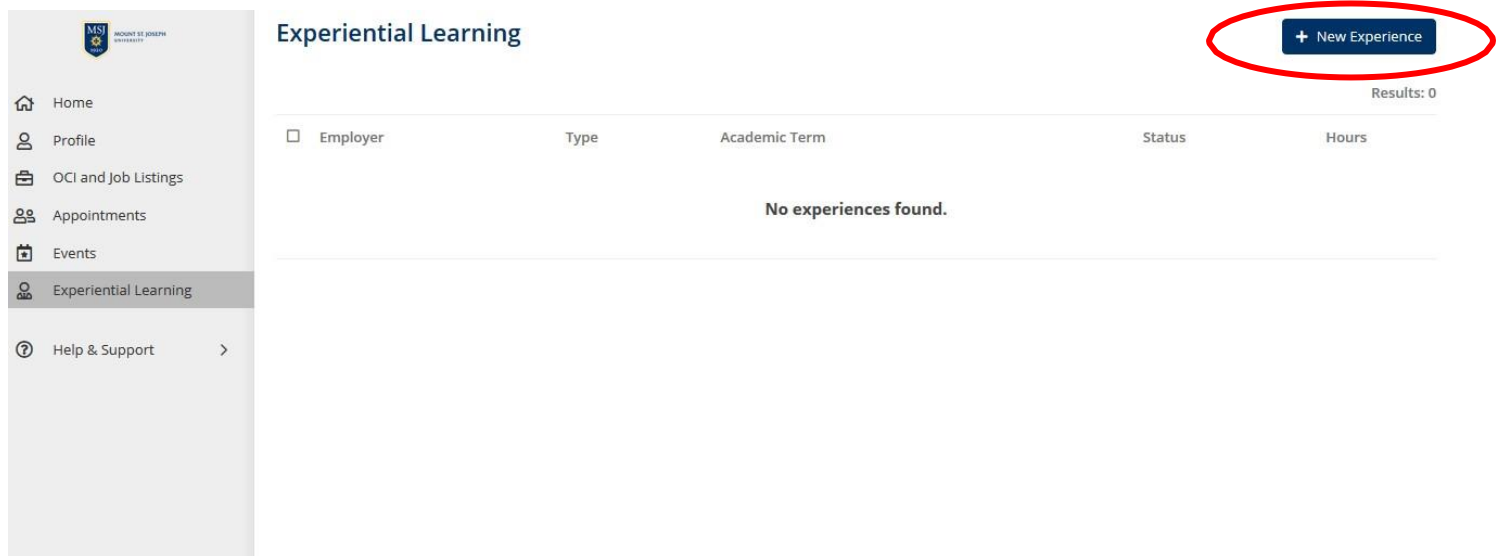 MSJ
MOUNT ST. JOSEPH
UNIVERSITY
Experiential Learning
+ New Experience
Results: 0
Home
Profile
OCI and Job Listings
Appointments
Events
Experiential Learning
Help & Support
Employer Type Academic Term Status Hours
No experiences found.